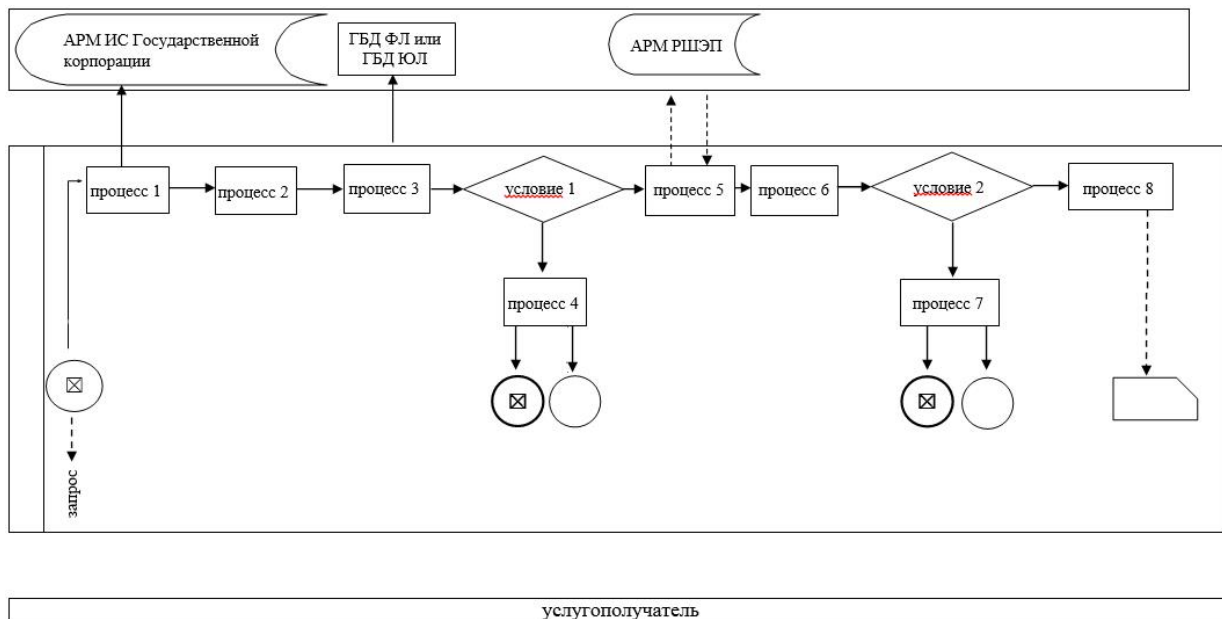 АРМ ИС Государственной
корпорации
ГБД ФЛ или
ГБД ЮЛ
АРМ РШЭП
процесс 1
процесс 2
процесс 3
условие 1
процесс 5
процесс 6
условие 2
процесс 8
процесс 4
процесс 7
запрос
услугополучатель